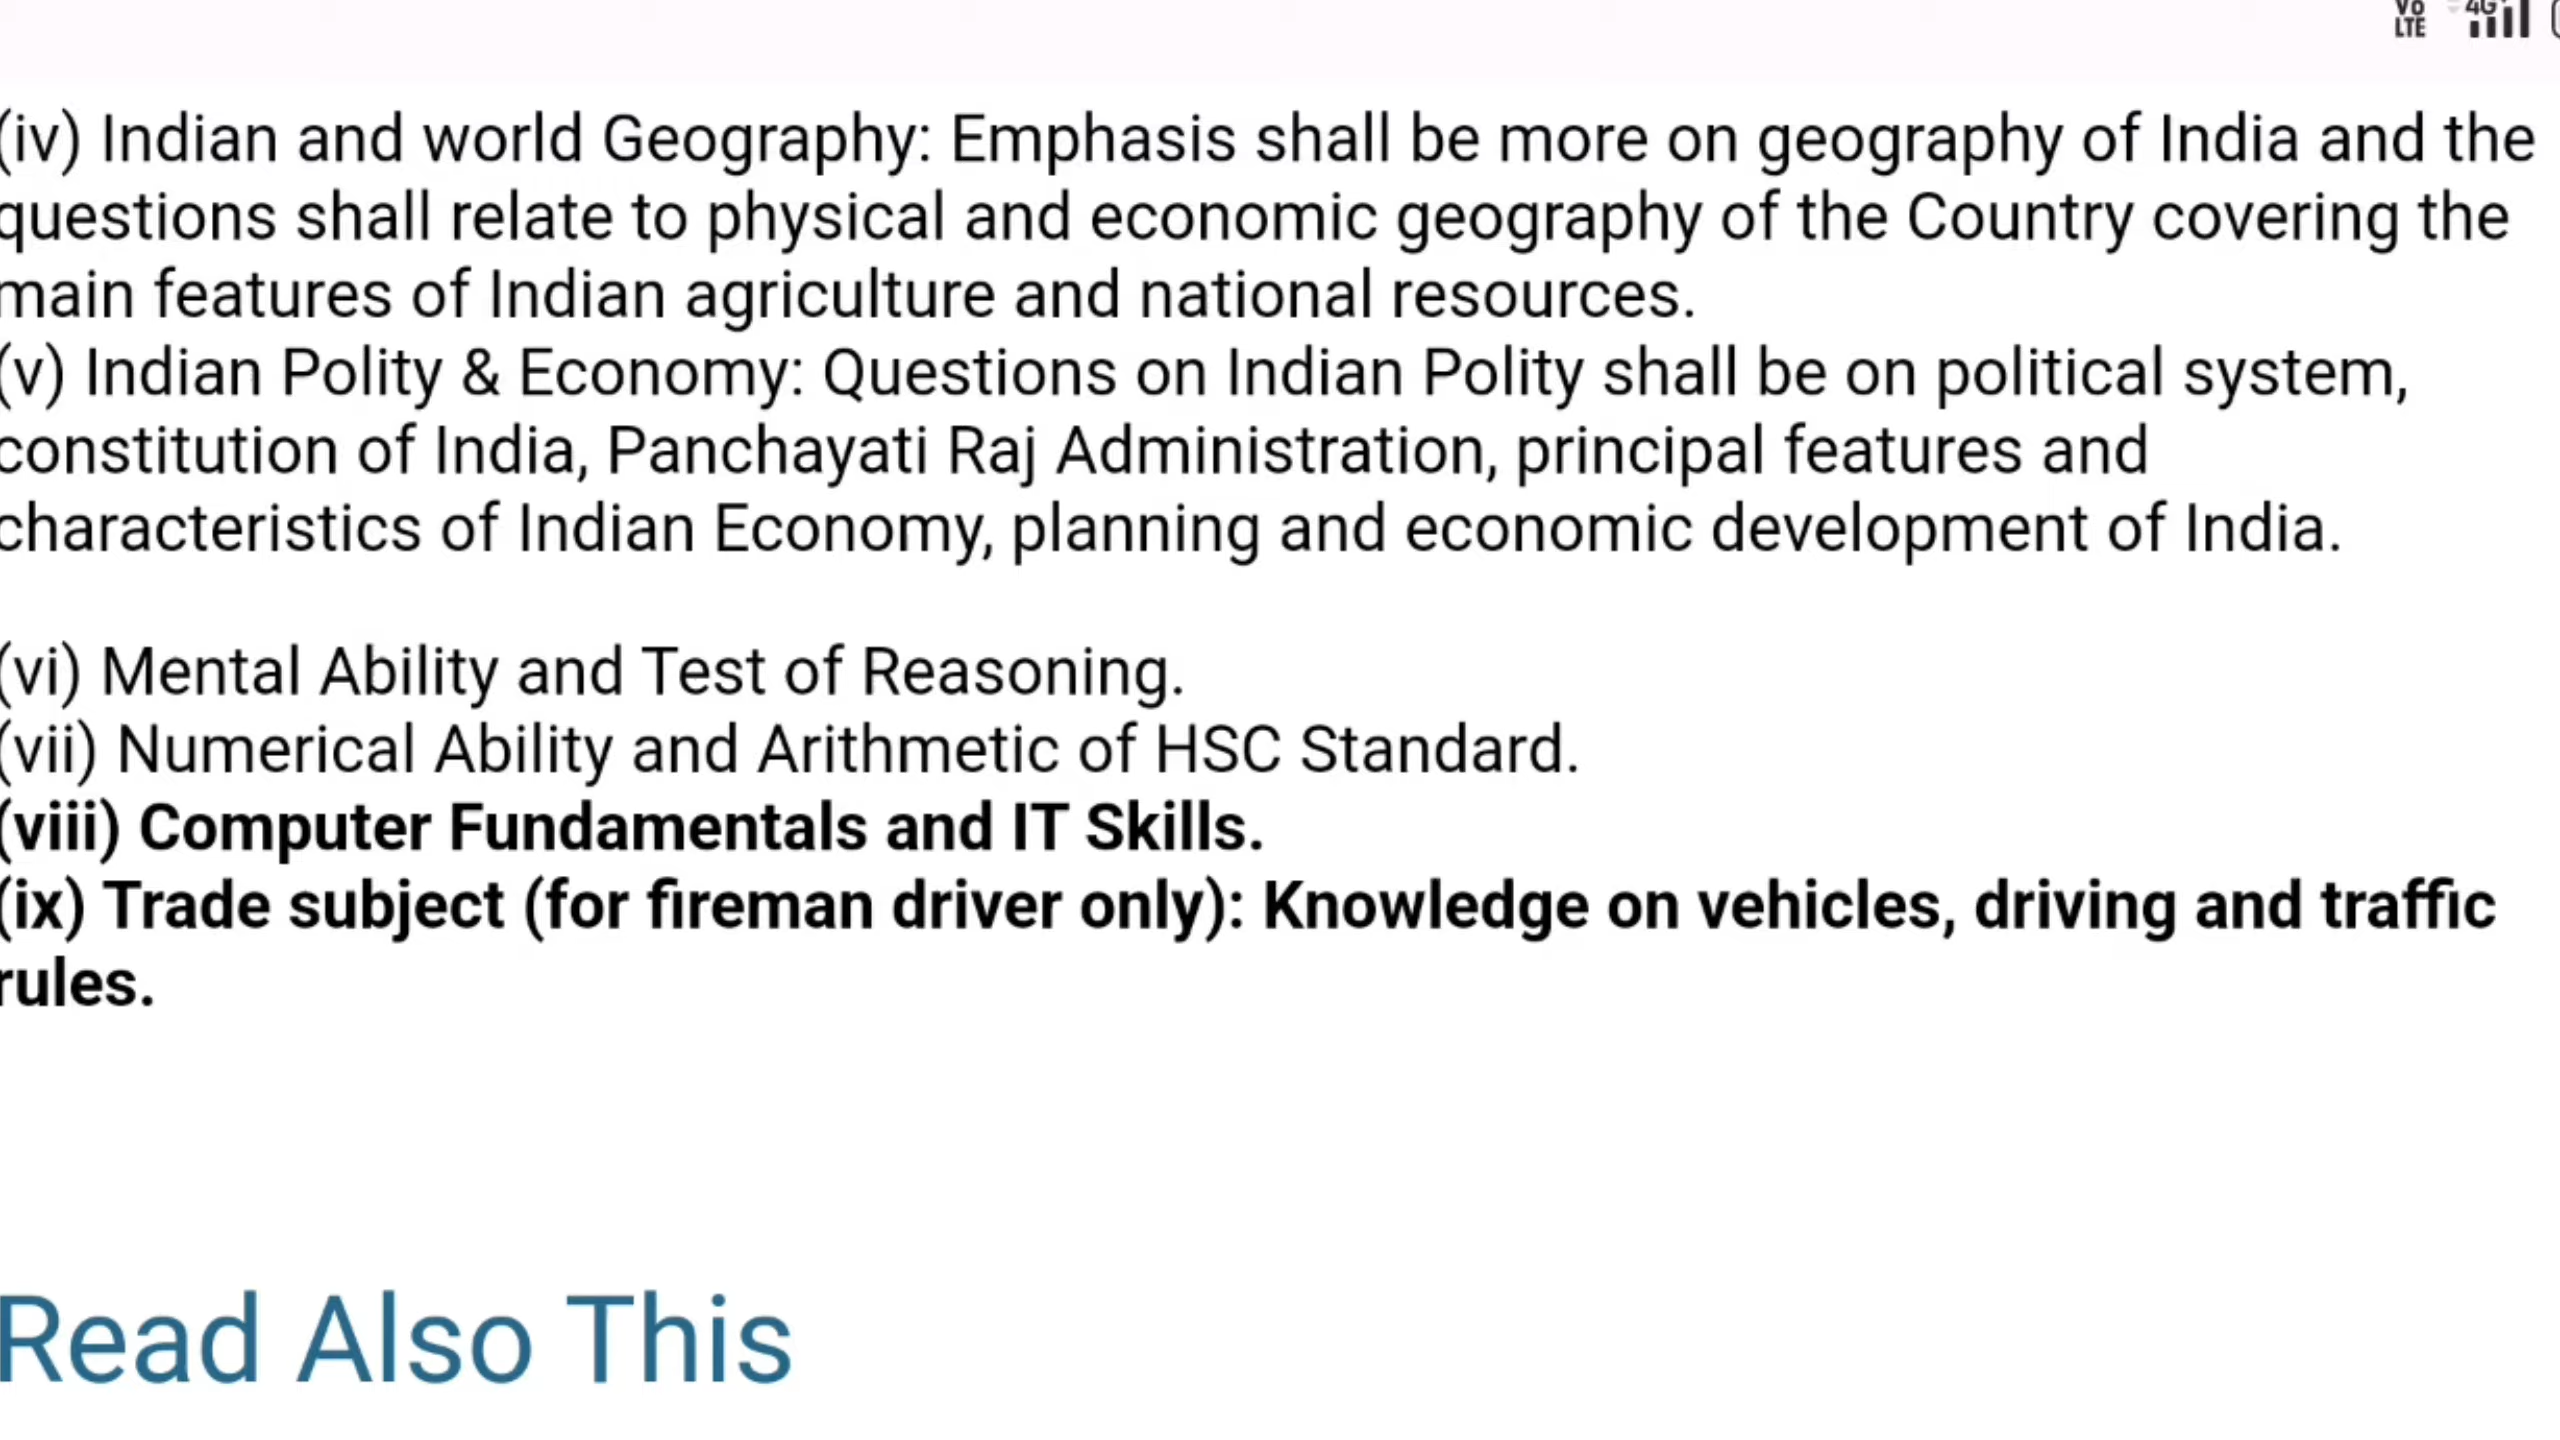 VO LTE 4G
(iv) Indian and world Geography: Emphasis shall be more on geography of India and the
questions shall relate to physical and economic geography of the Country covering the
main features of Indian agriculture and national resources.
(v) Indian Polity & Economy: Questions on Indian Polity shall be on political system,
constitution of India, Panchayati Raj Administration, principal features and
characteristics of Indian Economy, planning and economic development of India.
(vi) Mental Ability and Test of Reasoning.
(vii) Numerical Ability and Arithmetic of HSC Standard.
(viii) Computer Fundamentals and IT Skills.
(ix) Trade subject (for fireman driver only): Knowledge on vehicles, driving and traffic
rules.
Read Also This